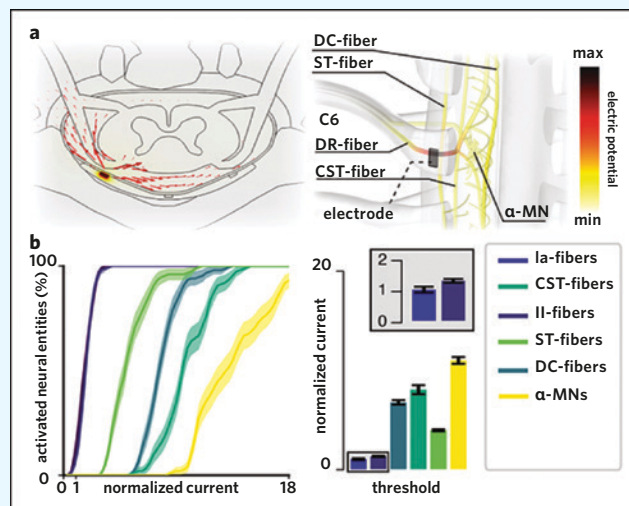 a
DC-fiber
ST-fiber
C6
DR-fiber
CST-fiber
electrode
α-MN
max
electric potential
min
b
100
activated neural entities (%)
0
0 1 normalized current 18
20
normalized current
0
2
1
0
threshold
Ia-fibers
CST-fibers
II-fibers
ST-fibers
DC-fibers
α-MNs